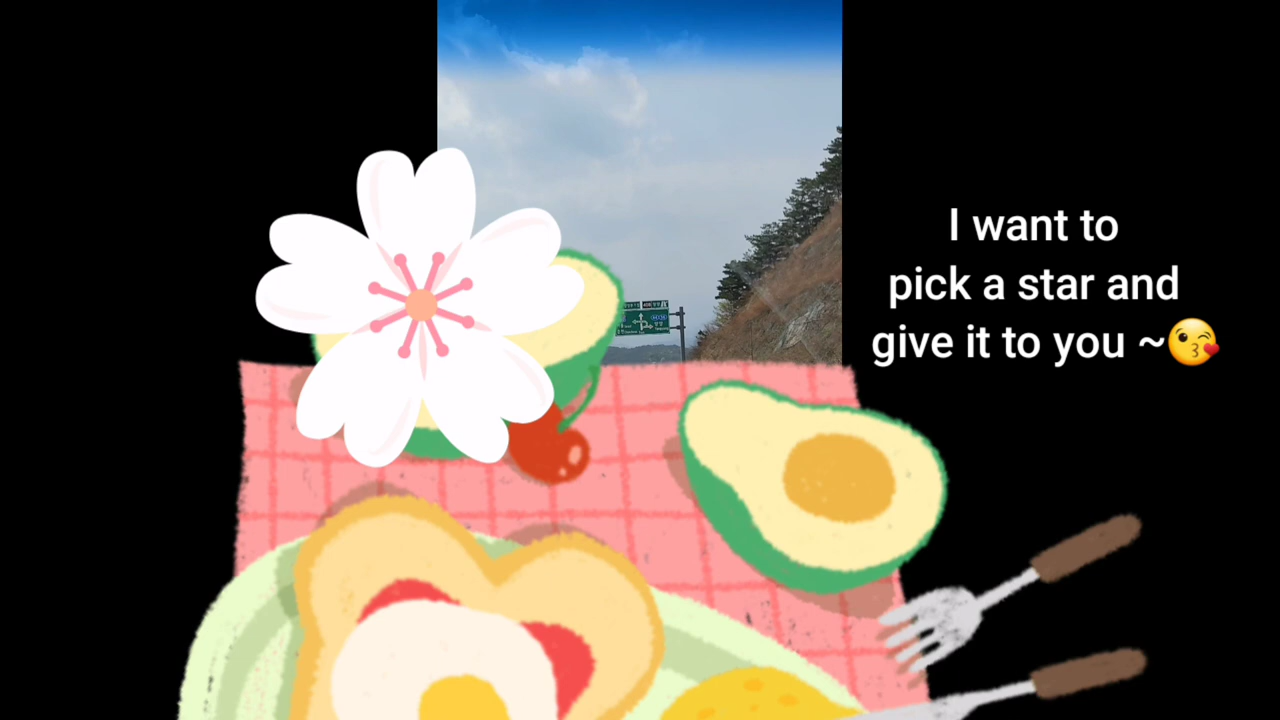 I want to
pick a star and
give it to you ~😘